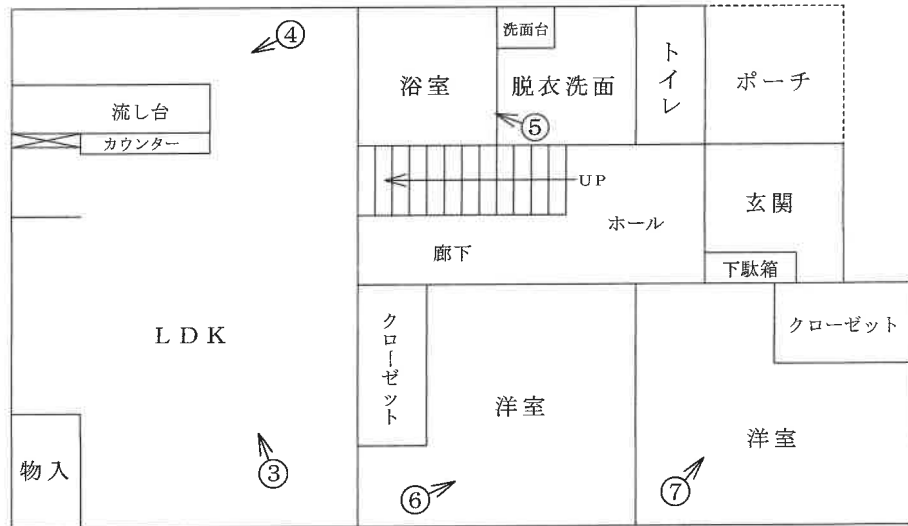 ④
洗面台
浴室
脱衣洗面
トイレ
ポーチ
流し台
カウンター
⑤
UP
玄関
ホール
廊下
下駄箱
LDK
クローゼット
クローゼット
洋室
洋室
物入
③
⑥
⑦